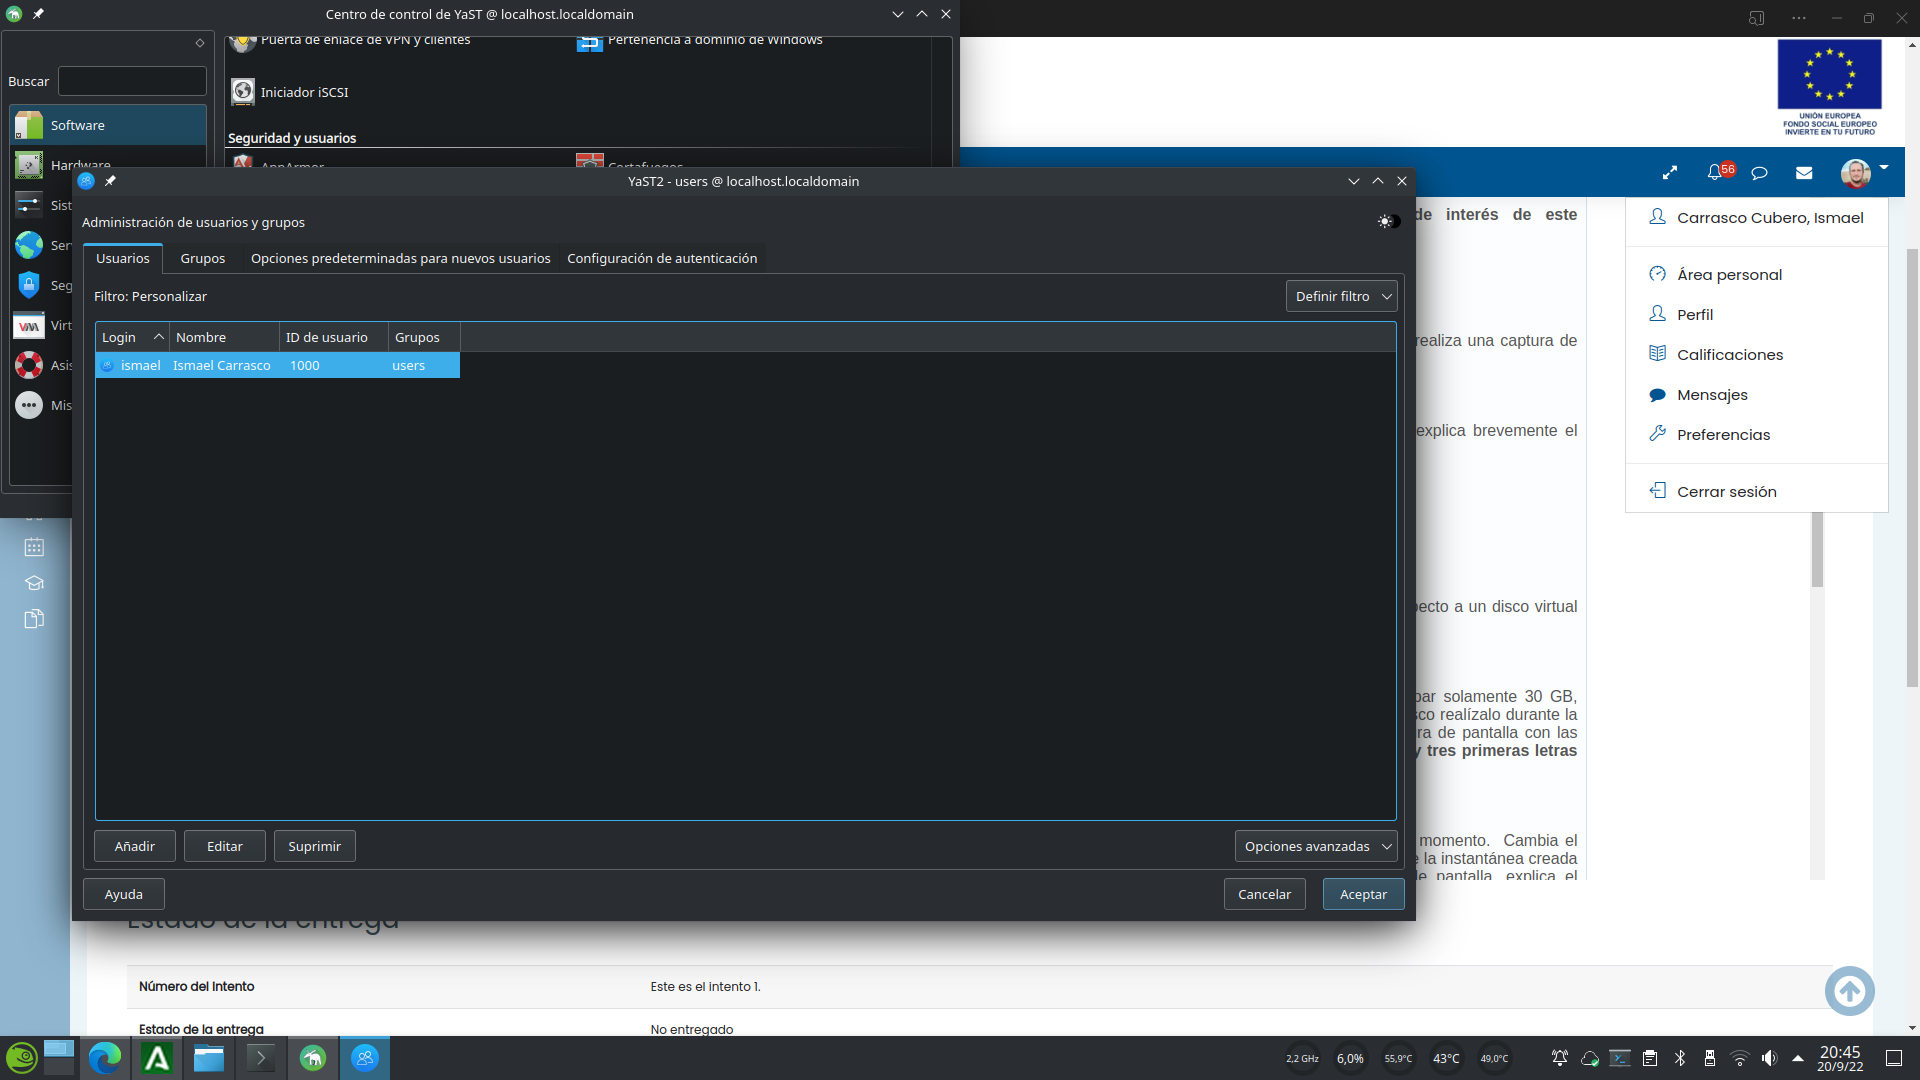 Centro de control de YaST @ localhost.localdomain
Buscar
Software
Hardware
Sist
Ser
Seg
Virt
Asis
Mis
Puerta de enlace de VPN y clientes
Pertenencia a dominio de Windows
Iniciador iSCSI
Seguridad y usuarios
AppArmor
Cortafuegos
YaST2 - users @ localhost.localdomain
Administración de usuarios y grupos
Usuarios
Grupos
Opciones predeterminadas para nuevos usuarios
Configuración de autenticación
Filtro: Personalizar
Definir filtro
Login
Nombre
ID de usuario
Grupos
ismael
Ismael Carrasco
1000
users
Añadir
Editar
Suprimir
Opciones avanzadas
Ayuda
Cancelar
Aceptar
UNIÓN EUROPEA
FONDO SOCIAL EUROPEO
INVIERTE EN TU FUTURO
56
Carrasco Cubero, Ismael
Área personal
Perfil
Calificaciones
Mensajes
Preferencias
Cerrar sesión
de interés de este
realiza una captura de
explica brevemente el
pecto a un disco virtual
par solamente 30 GB,
sco realízalo durante la
ra de pantalla con las
y tres primeras letras
momento. Cambia el
e la instantánea creada
de pantalla, explica el
Estado de la entrega
Número del Intento
Este es el intento 1.
Estado de la entrega
No entregado
2,2 GHz
6,0%
55,9°C
43°C
49,0°C
20:45
20/9/22